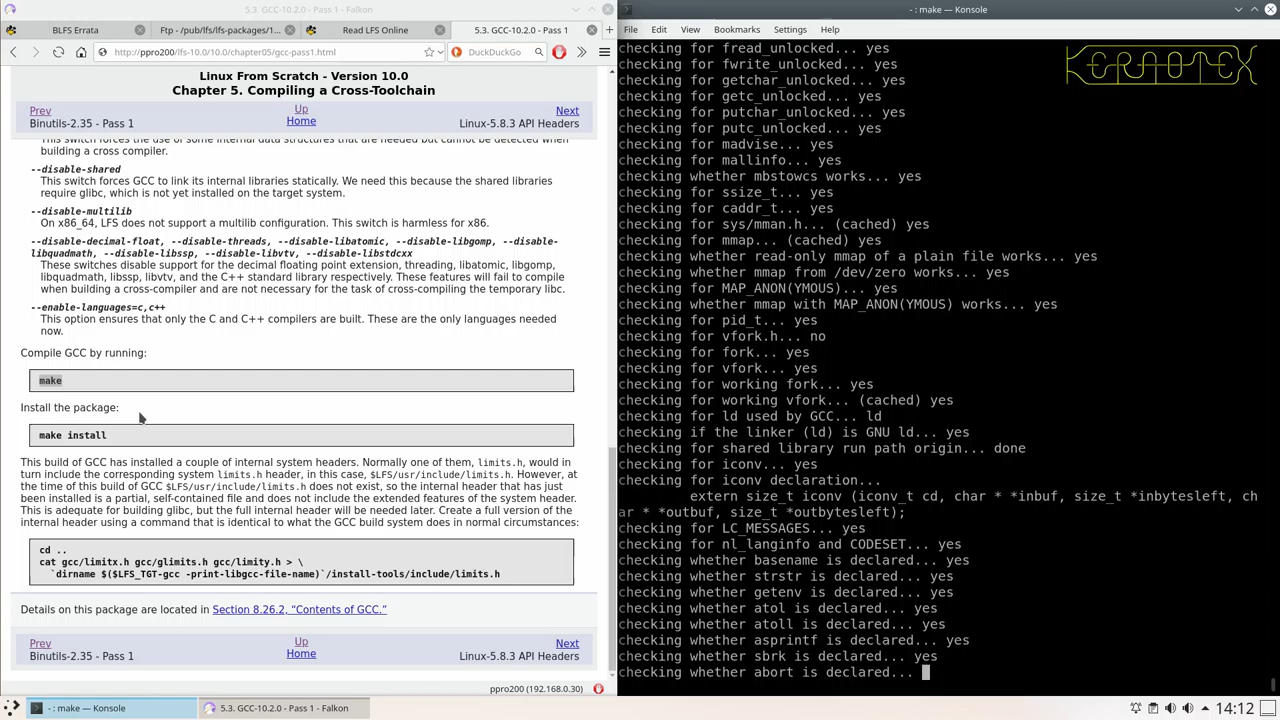 5.3. GCC-10.2.0 - Pass 1 - Falkon
BLFS Errata
Ftp - /pub/lfs/lfs-packages/1...
Read LFS Online
5.3. GCC-10.2.0 - Pass 1
http://ppro200/lfs-10.0/10.0/chapter05/gcc-pass1.html
DuckDuckGo
Linux From Scratch - Version 10.0
Chapter 5. Compiling a Cross-Toolchain
Prev
Up
Next
Binutils-2.35 - Pass 1
Home
Linux-5.8.3 API Headers
This switch forces the use of some internal data structures that are needed but cannot be detected when
building a cross compiler.
--disable-shared
This switch forces GCC to link its internal libraries statically. We need this because the shared libraries
require glibc, which is not yet installed on the target system.
--disable-multilib
On x86_64, LFS does not support a multilib configuration. This switch is harmless for x86.
--disable-decimal-float, --disable-threads, --disable-libatomic, --disable-libgomp, --disable-
libquadmath, --disable-libssp, --disable-libvtv, --disable-libstdcxx
These switches disable support for the decimal floating point extension, threading, libatomic, libgomp,
libquadmath, libssp, libvtv, and the C++ standard library respectively. These features will fail to compile
when building a cross-compiler and are not necessary for the task of cross-compiling the temporary libc.
--enable-languages=c,c++
This option ensures that only the C and C++ compilers are built. These are the only languages needed
now.
Compile GCC by running:
make
Install the package:
make install
This build of GCC has installed a couple of internal system headers. Normally one of them, limits.h, would in
turn include the corresponding system limits.h header, in this case, $LFS/usr/include/limits.h. However, at
the time of this build of GCC $LFS/usr/include/limits.h does not exist, so the internal header that has just
been installed is a partial, self-contained file and does not include the extended features of the system header.
This is adequate for building glibc, but the full internal header will be needed later. Create a full version of the
internal header using a command that is identical to what the GCC build system does in normal circumstances:
cd ..
cat gcc/limitx.h gcc/glimits.h gcc/limity.h > \
`dirname $($LFS_TGT-gcc -print-libgcc-file-name)`/install-tools/include/limits.h
Details on this package are located in Section 8.26.2, “Contents of GCC.”
Prev
Up
Next
Binutils-2.35 - Pass 1
Home
Linux-5.8.3 API Headers
ppro200 (192.168.0.30)
- : make — Konsole
File Edit View Bookmarks Settings Help
KERNOTEX
checking for fread_unlocked... yes
checking for fwrite_unlocked... yes
checking for getchar_unlocked... yes
checking for getc_unlocked... yes
checking for putchar_unlocked... yes
checking for putc_unlocked... yes
checking for madvise... yes
checking for mallinfo... yes
checking whether mbstowcs works... yes
checking for ssize_t... yes
checking for caddr_t... yes
checking for sys/mman.h... (cached) yes
checking for mmap... (cached) yes
checking whether read-only mmap of a plain file works... yes
checking whether mmap from /dev/zero works... yes
checking for MAP_ANON(YMOUS)... yes
checking whether mmap with MAP_ANON(YMOUS) works... yes
checking for pid_t... yes
checking for vfork.h... no
checking for fork... yes
checking for vfork... yes
checking for working fork... yes
checking for working vfork... (cached) yes
checking for ld used by GCC... ld
checking if the linker (ld) is GNU ld... yes
checking for shared library run path origin... done
checking for iconv... yes
checking for iconv declaration...
extern size_t iconv (iconv_t cd, char * *inbuf, size_t *inbytesleft, ch
ar * *outbuf, size_t *outbytesleft);
checking for LC_MESSAGES... yes
checking for nl_langinfo and CODESET... yes
checking whether basename is declared... yes
checking whether strstr is declared... yes
checking whether getenv is declared... yes
checking whether atol is declared... yes
checking whether atoll is declared... yes
checking whether asprintf is declared... yes
checking whether sbrk is declared... yes
checking whether abort is declared...
- : make — Konsole
5.3. GCC-10.2.0 - Pass 1 - Falkon
14:12